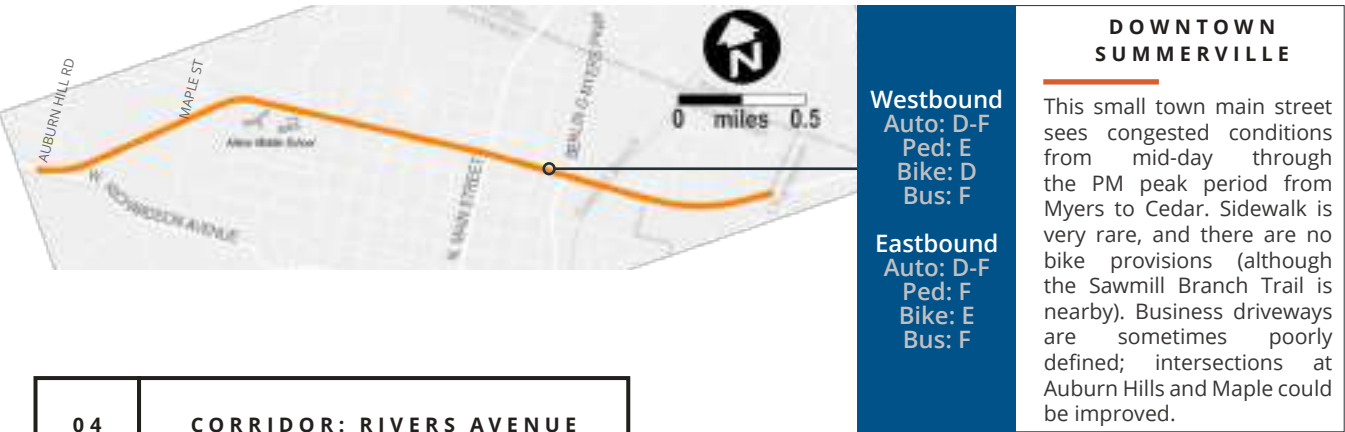 AUBURN HILL RD
MAPLE ST
Middle School
W. RICHARDSON AVENUE
N. MAIN STREET
N
0 miles 0.5
Westbound
Auto: D-F
Ped: E
Bike: D
Bus: F
Eastbound
Auto: D-F
Ped: F
Bike: E
Bus: F
DOWNTOWN
SUMMERVILLE
This small town main street
sees congested conditions
from mid-day through
the PM peak period from
Myers to Cedar. Sidewalk is
very rare, and there are no
bike provisions (although
the Sawmill Branch Trail is
nearby). Business driveways
are sometimes poorly
defined; intersections at
Auburn Hills and Maple could
be improved.
04
CORRIDOR: RIVERS AVENUE